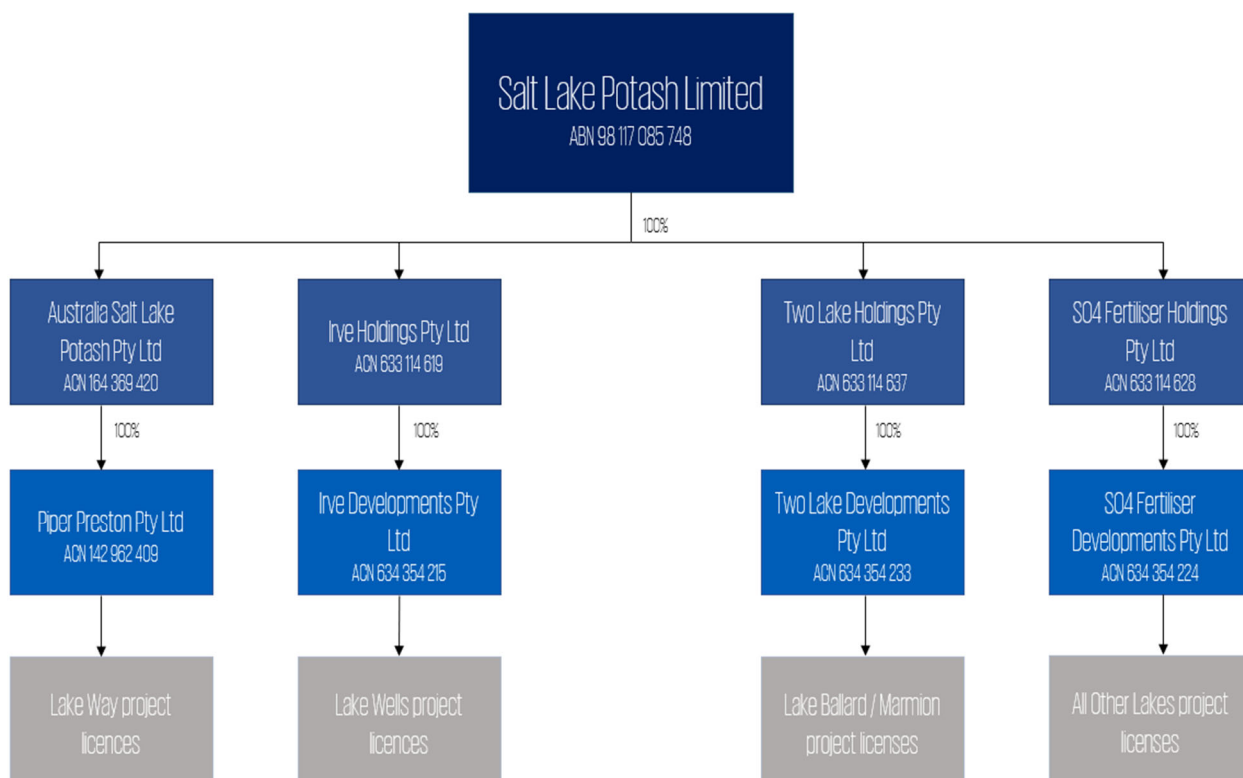 Salt Lake Potash Limited
ABN 98 117 085 748
100%
Australia Salt Lake
Potash Pty Ltd
ACN 164 369 420
Irve Holdings Pty Ltd
ACN 633 114 619
Two Lake Holdings Pty
Ltd
ACN 633 114 637
SO4 Fertiliser Holdings
Pty Ltd
ACN 633 114 628
100%
100%
100%
100%
Piper Preston Pty Ltd
ACN 142 962 409
Irve Developments Pty
Ltd
ACN 634 354 215
Two Lake Developments
Pty Ltd
ACN 634 354 233
SO4 Fertiliser
Developments Pty Ltd
ACN 634 354 224
Lake Way project
licences
Lake Wells project
licences
Lake Ballard / Marmion
project licenses
All Other Lakes project
licenses